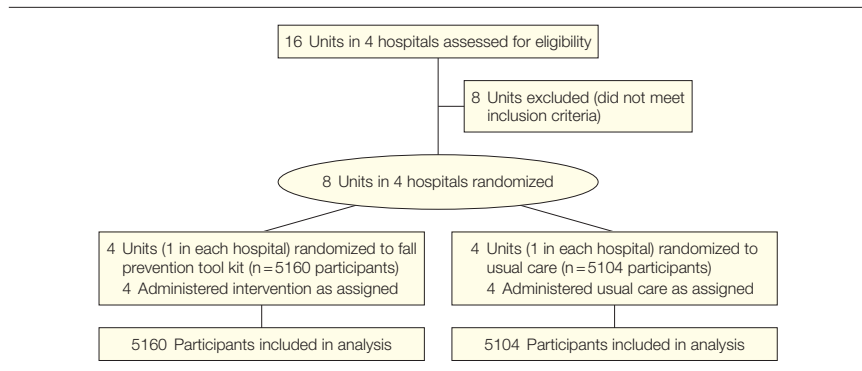 16 Units in 4 hospitals assessed for eligibility
8 Units excluded (did not meet
inclusion criteria)
8 Units in 4 hospitals randomized
4 Units (1 in each hospital) randomized to fall
prevention tool kit (n=5160 participants)
4 Administered intervention as assigned
4 Units (1 in each hospital) randomized to
usual care (n=5104 participants)
4 Administered usual care as assigned
5160 Participants included in analysis
5104 Participants included in analysis